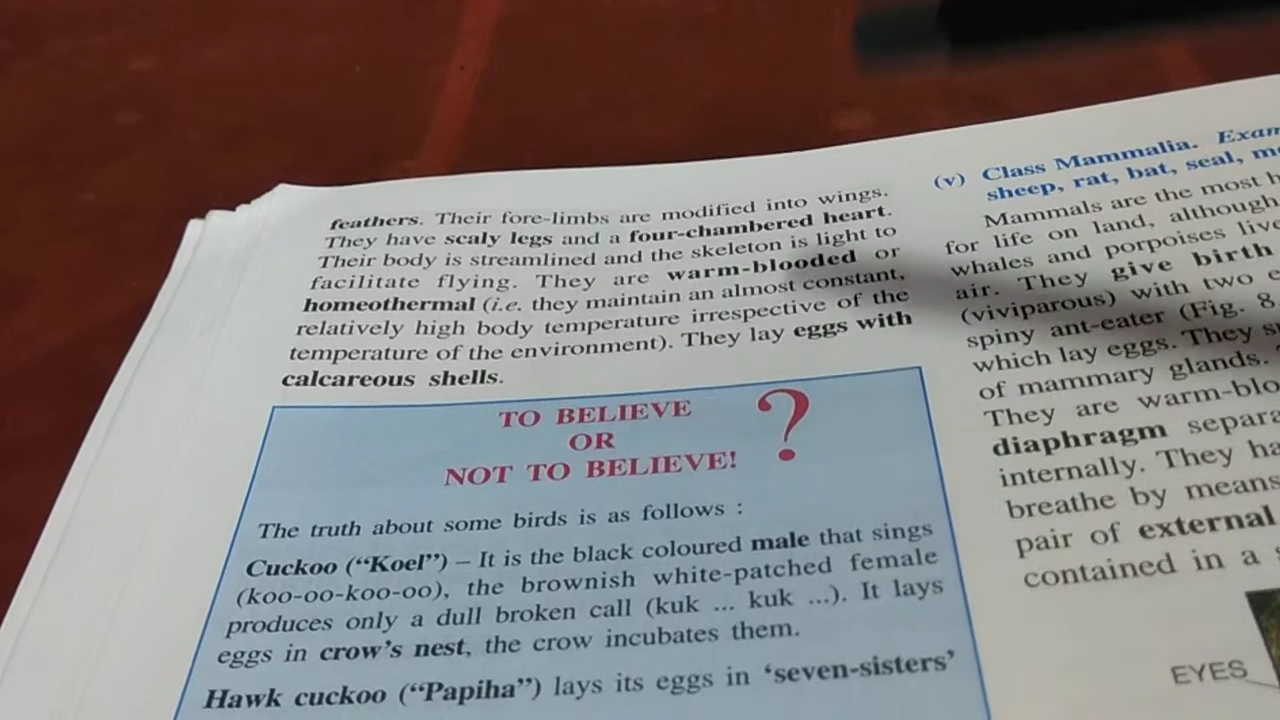 feathers. Their fore-limbs are modified into wings.
They have scaly legs and a four-chambered heart.
Their body is streamlined and the skeleton is light to
facilitate flying. They are warm-blooded or
homeothermal (i.e. they maintain an almost constant,
relatively high body temperature irrespective of the
temperature of the environment). They lay eggs with
calcareous shells.
TO BELIEVE
OR
NOT TO BELIEVE!
?
The truth about some birds is as follows :
Cuckoo (“Koel”) – It is the black coloured male that sings
(koo-oo-koo-oo), the brownish white-patched female
produces only a dull broken call (kuk ... kuk ...). It lays
eggs in crow’s nest, the crow incubates them.
Hawk cuckoo (“Papiha”) lays its eggs in ‘seven-sisters’
(v) Class Mammalia.
sheep, rat, bat, seal,
Mammals are the most
for life on land, although
whales and porpoises live
air. They give birth
(viviparous) with two
spiny ant-eater (Fig. 8.
which lay eggs. They
of mammary glands.
They are warm-blo
diaphragm separa
internally. They ha
breathe by means
pair of external
contained in a
EYES